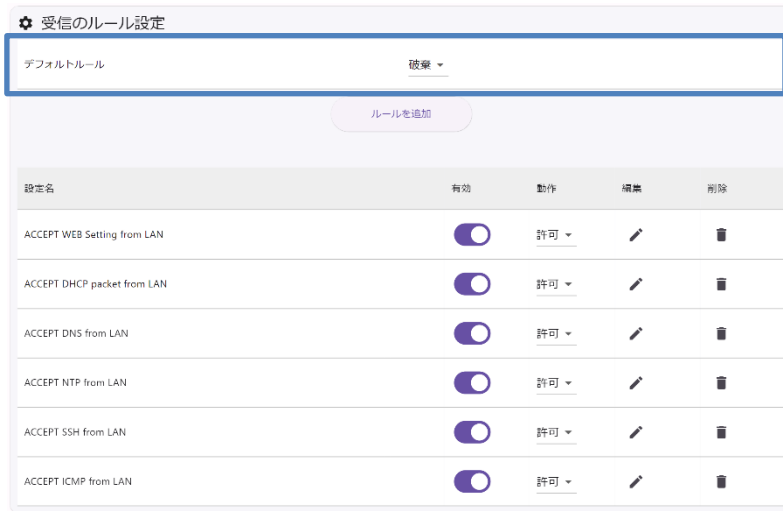 受信のルール設定
デフォルトルール 破棄
ルールを追加
設定名 有効 動作 編集 削除
ACCEPT WEB Setting from LAN 許可
ACCEPT DHCP packet from LAN 許可
ACCEPT DNS from LAN 許可
ACCEPT NTP from LAN 許可
ACCEPT SSH from LAN 許可
ACCEPT ICMP from LAN 許可